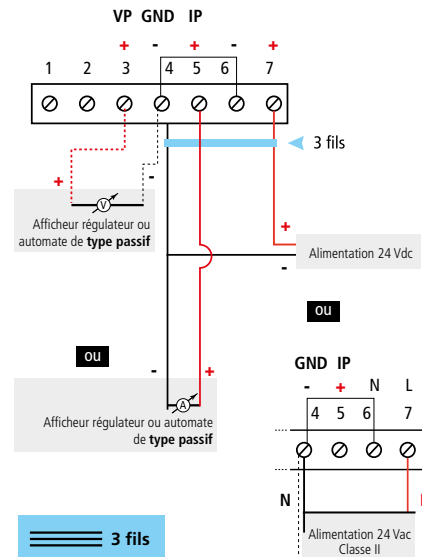 VP GND IP
+ - + - +
1 2 3 4 5 6 7
3 fils
+ -
V
Afficheur régulateur ou
automate de type passif
+
Alimentation 24 Vdc
-
ou
ou
- +
A
Afficheur régulateur ou automate
de type passif
GND IP
- + N L
4 5 6 7
N
Alimentation 24 Vac
Classe II
3 fils